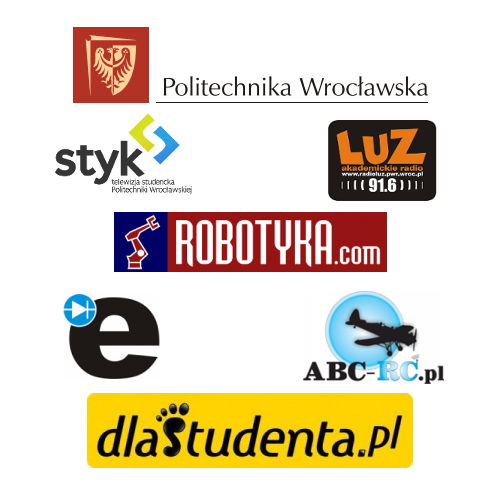 Politechnika Wrocławska
styk
telewizja studencka
Politechniki Wrocławskiej
LUZ
akademickie radio
www.radioluz.pwr.wroc.pl
91.6
ROBOTYKA.com
e
ABC-RC.pl
dlaStudenta.pl